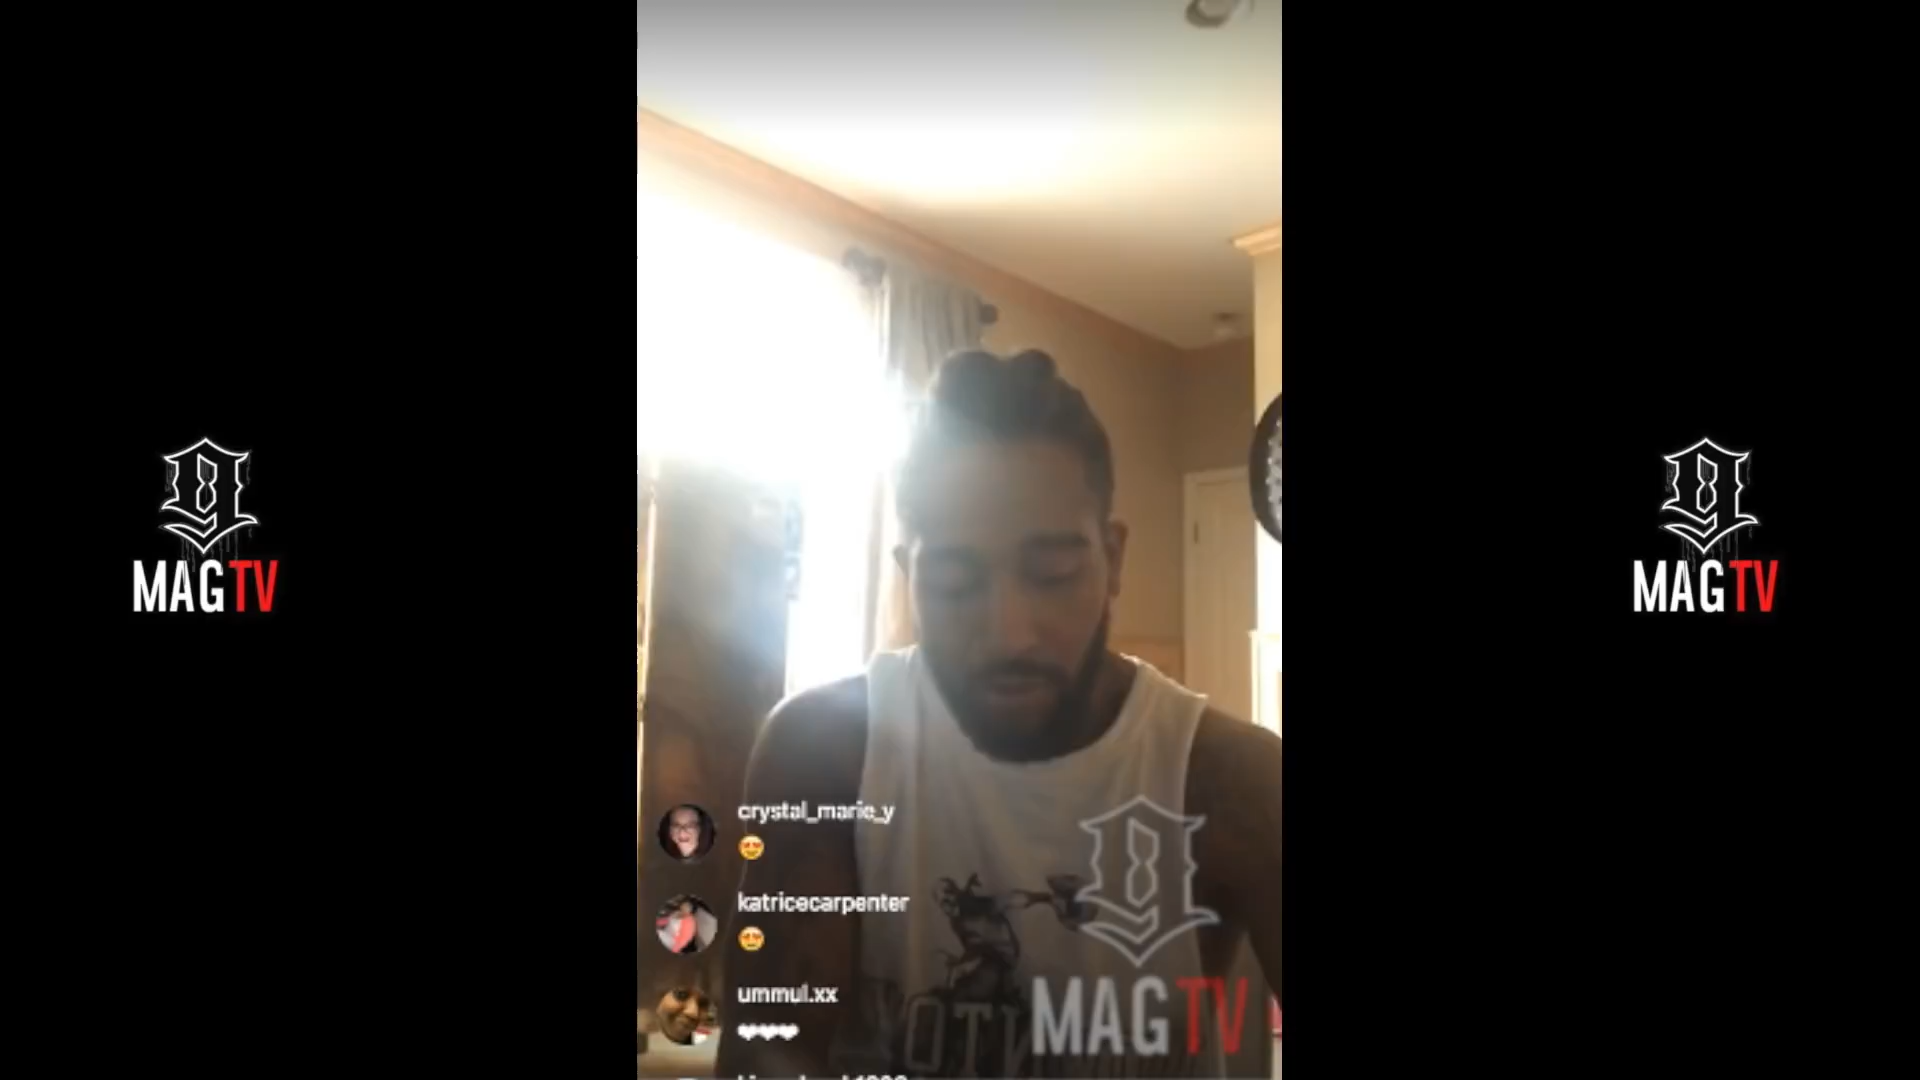 MAGTV
crystal_marie_y
😍
katricecarpenter
😍
ummul.xx
❤❤❤
MAGTV
MAGTV